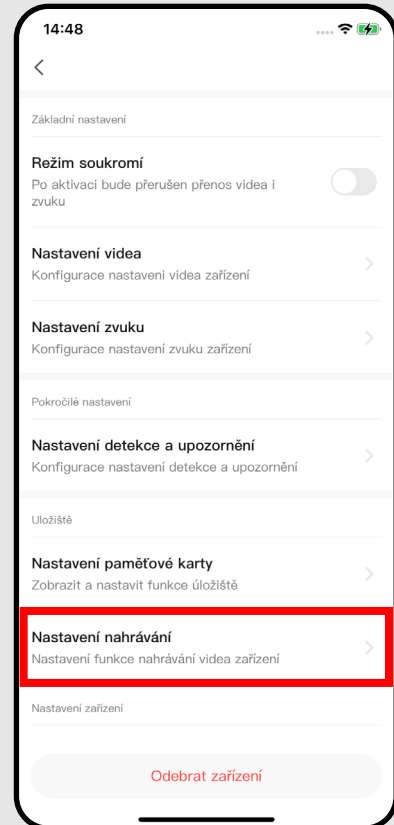 14:48
Základní nastavení
Režim soukromí
Po aktivaci bude přerušen přenos videa i
zvuku
Nastavení videa
Konfigurace nastaveni videa zařízení
Nastavení zvuku
Konfigurace nastavení zvuku zařízení
Pokročilé nastavení
Nastavení detekce a upozornění
Konfigurace nastavení detekce a upozornění
Uložiště
Nastavení paměťové karty
Zobrazit a nastavit funkce úložiště
Nastavení nahrávání
Nastavení funkce nahrávání videa zařízení
Nastavení zařízení
Odebrat zařízení